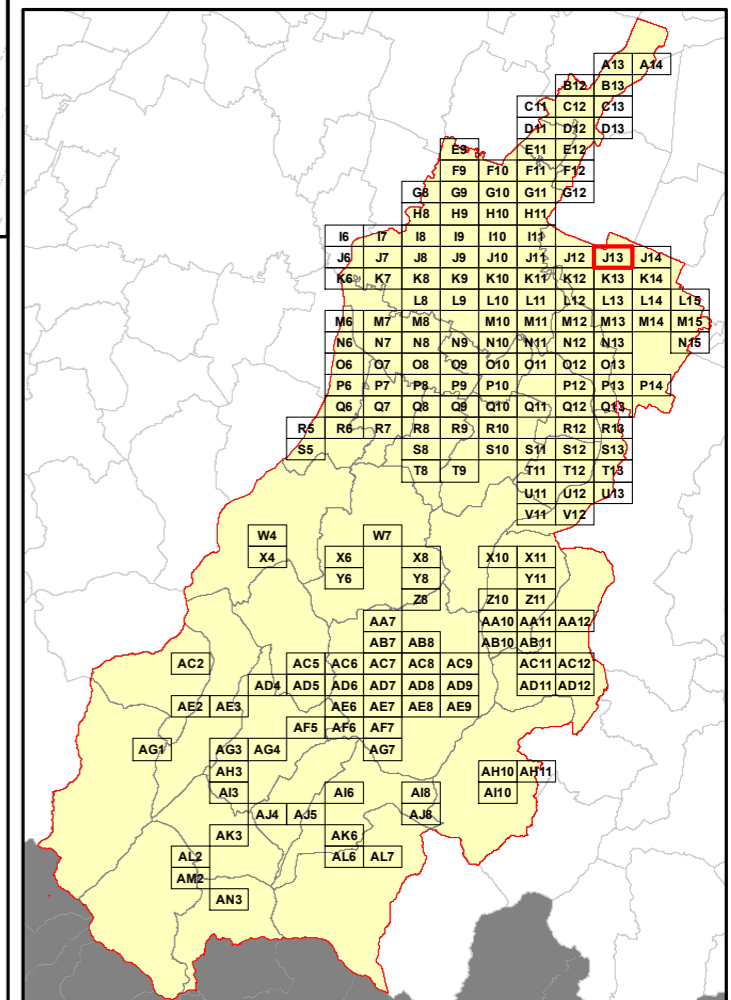 A13 A14
B12 B13
C11 C12 C13
D11 D12 D13
E9 E11 E12
F9 F10 F11 F12
G8 G9 G10 G11 G12
H8 H9 H10 H11
I6 I7 I8 I9 I10 I11
J6 J7 J8 J9 J10 J11 J12 J13 J14
K6 K7 K8 K9 K10 K11 K12 K13 K14
L8 L9 L10 L11 L12 L13 L14 L15
M6 M7 M8 M10 M11 M12 M13 M14 M15
N6 N7 N8 N9 N10 N11 N12 N13 N15
O6 O7 O8 O9 O10 O11 O12 O13
P6 P7 P8 P9 P10 P12 P13 P14
Q6 Q7 Q8 Q9 Q10 Q11 Q12 Q13
R5 R6 R7 R8 R9 R10 R12 R13
S5 S8 S10 S11 S12 S13
T8 T9 T11 T12 T13
U11 U12 U13
V11 V12
W4 W7
X4 X6 X8 X10 X11
Y6 Y8 Y11
Z8 Z10 Z11
AA7 AA10 AA11 AA12
AB7 AB8 AB10 AB11
AC2 AC5 AC6 AC7 AC8 AC9 AC11 AC12
AD4 AD5 AD6 AD7 AD8 AD9 AD11 AD12
AE2 AE3 AE6 AE7 AE8 AE9
AF5 AF6 AF7
AG1 AG3 AG4 AG7
AH3 AH10 AH11
AI3 AI6 AI8 AI10
AJ4 AJ5 AJ8
AK3 AK6
AL2 AL6 AL7
AM2
AN3